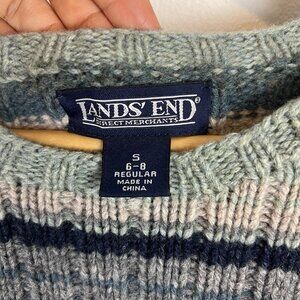 LANDS' END®
DIRECT MERCHANTS
S
6-8
REGULAR
MADE IN
CHINA